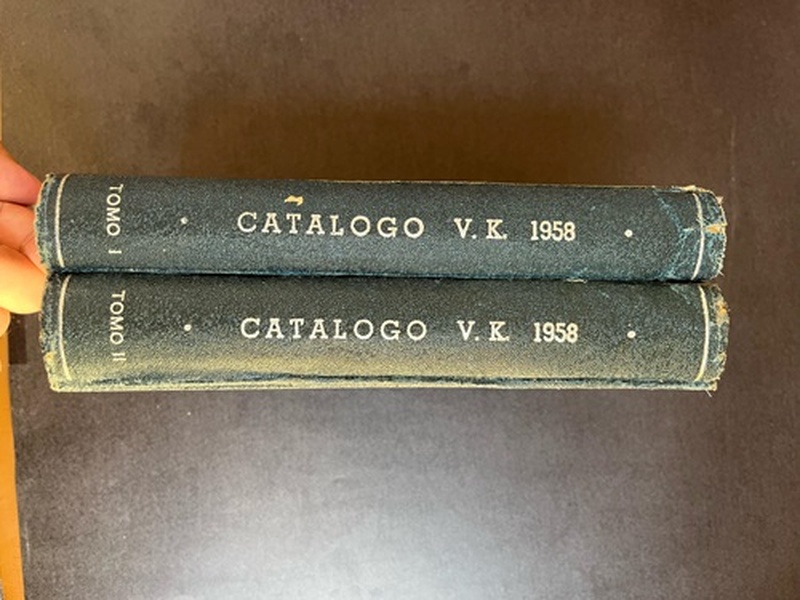 TOMO I
CATALOGO V. K. 1958
TOMO II
CATALOGO V. K. 1958